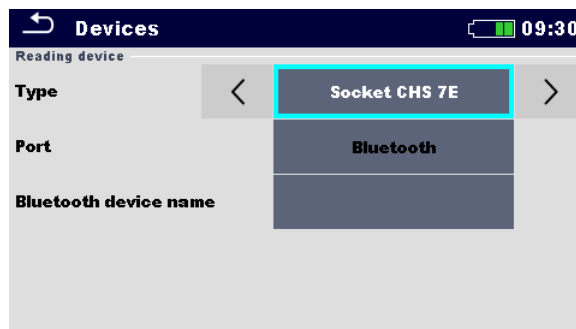 Devices 09:30
Reading device
Type Socket CHS 7E
Port Bluetooth
Bluetooth device name